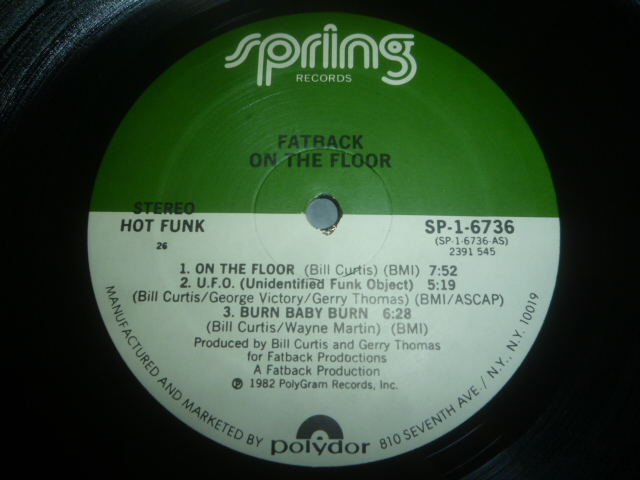 spring
RECORDS
FATBACK
ON THE FLOOR
STEREO
HOT FUNK
26
SP-1-6736
(SP-1-6736-AS)
2391 545
1. ON THE FLOOR (Bill Curtis) (BMI) 7:52
2. U.F.O. (Unidentified Funk Object) 5:19
(Bill Curtis/George Victory/Gerry Thomas) (BMI/ASCAP)
3. BURN BABY BURN 6:28
(Bill Curtis/Wayne Martin) (BMI)
Produced by Bill Curtis and Gerry Thomas
for Fatback Productions
A Fatback Production
℗ 1982 PolyGram Records, Inc.
MANUFACTURED AND MARKETED BY polydor 810 SEVENTH AVE./N.Y., N.Y. 10019